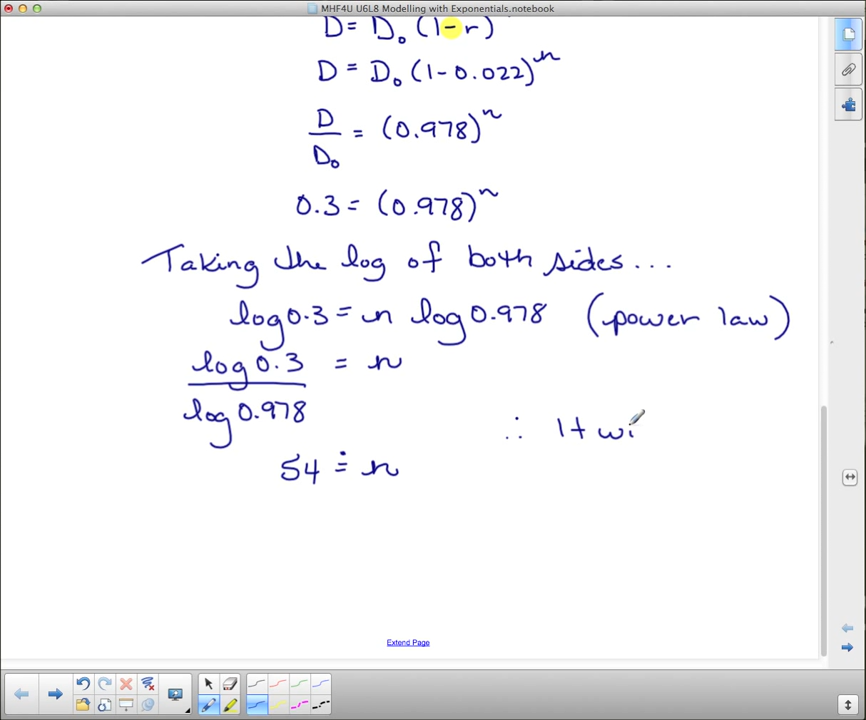 MHF4U U6L8 Modelling with Exponentials.notebook
D = D₀ (1 - r)ⁿ
D = D₀ (1 - 0.022)ⁿ
D/D₀ = (0.978)ⁿ
0.3 = (0.978)ⁿ
Taking the log of both sides...
log 0.3 = n log 0.978 (power law)
log 0.3 / log 0.978 = n
∴ It wi
54 ≐ n
Extend Page